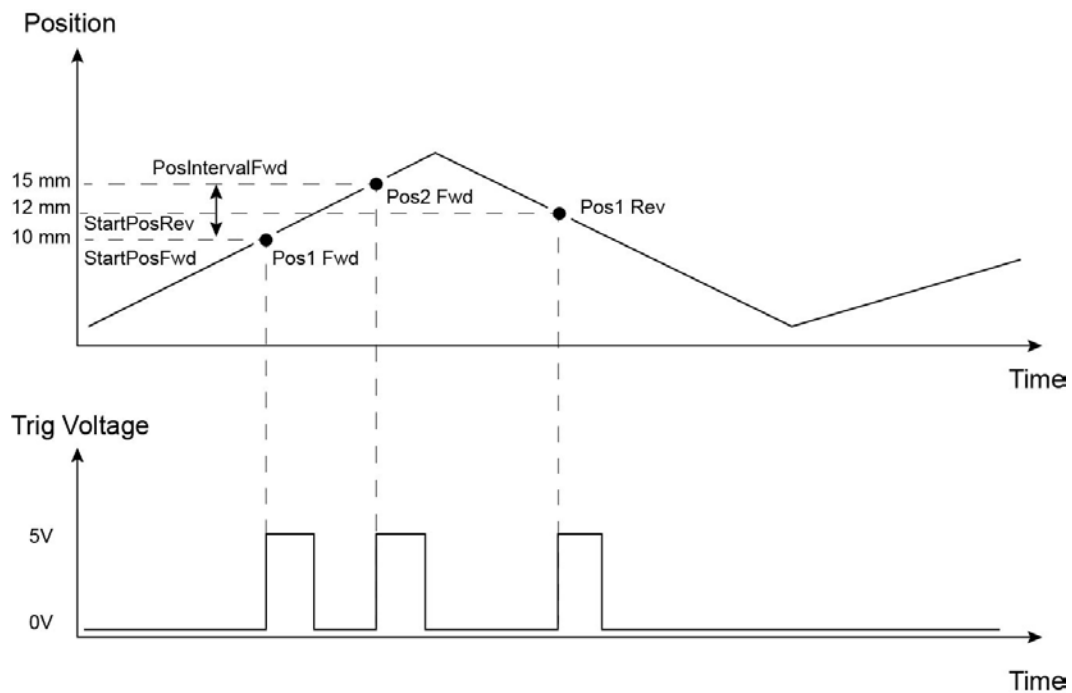 Position
PosIntervalFwd
15 mm
Pos2 Fwd
12 mm
Pos1 Rev
StartPosRev
10 mm
StartPosFwd
Pos1 Fwd
Time
Trig Voltage
5V
0V
Time